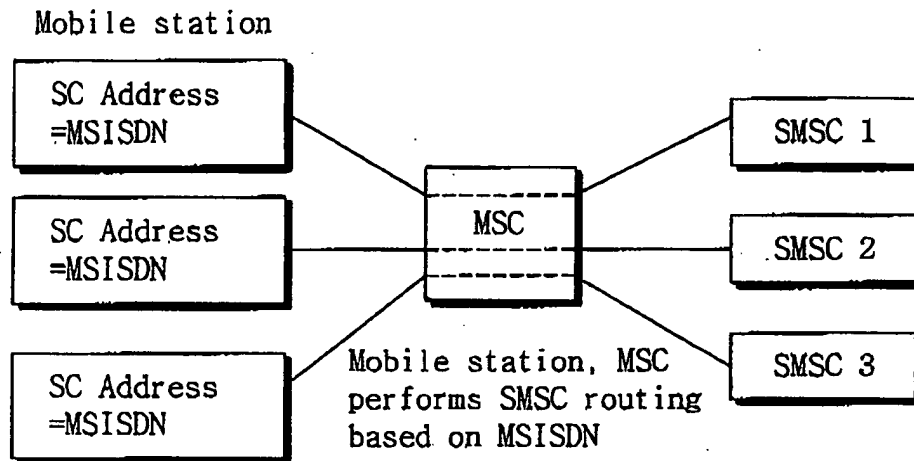 Mobile station
SC Address
=MSISDN
SC Address
=MSISDN
SC Address
=MSISDN
MSC
SMSC 1
SMSC 2
SMSC 3
Mobile station, MSC
performs SMSC routing
based on MSISDN